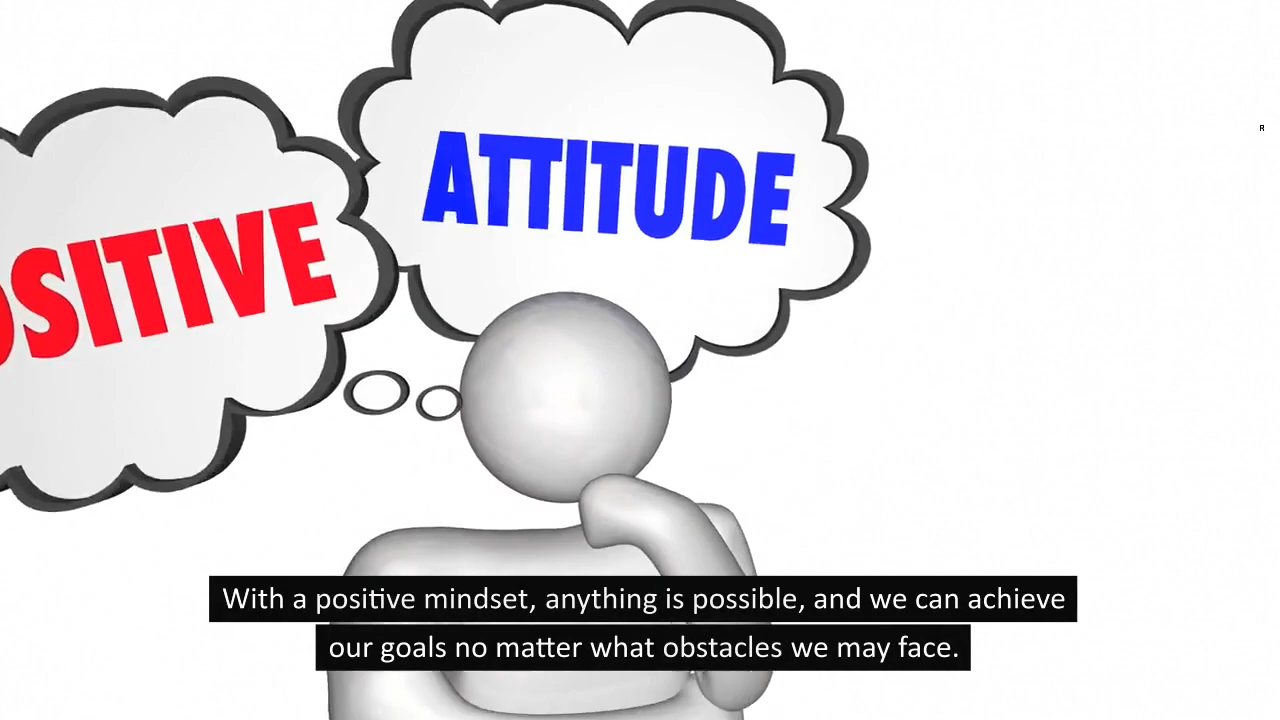 OSITIVE
ATTITUDE
R
With a positive mindset, anything is possible, and we can achieve
our goals no matter what obstacles we may face.